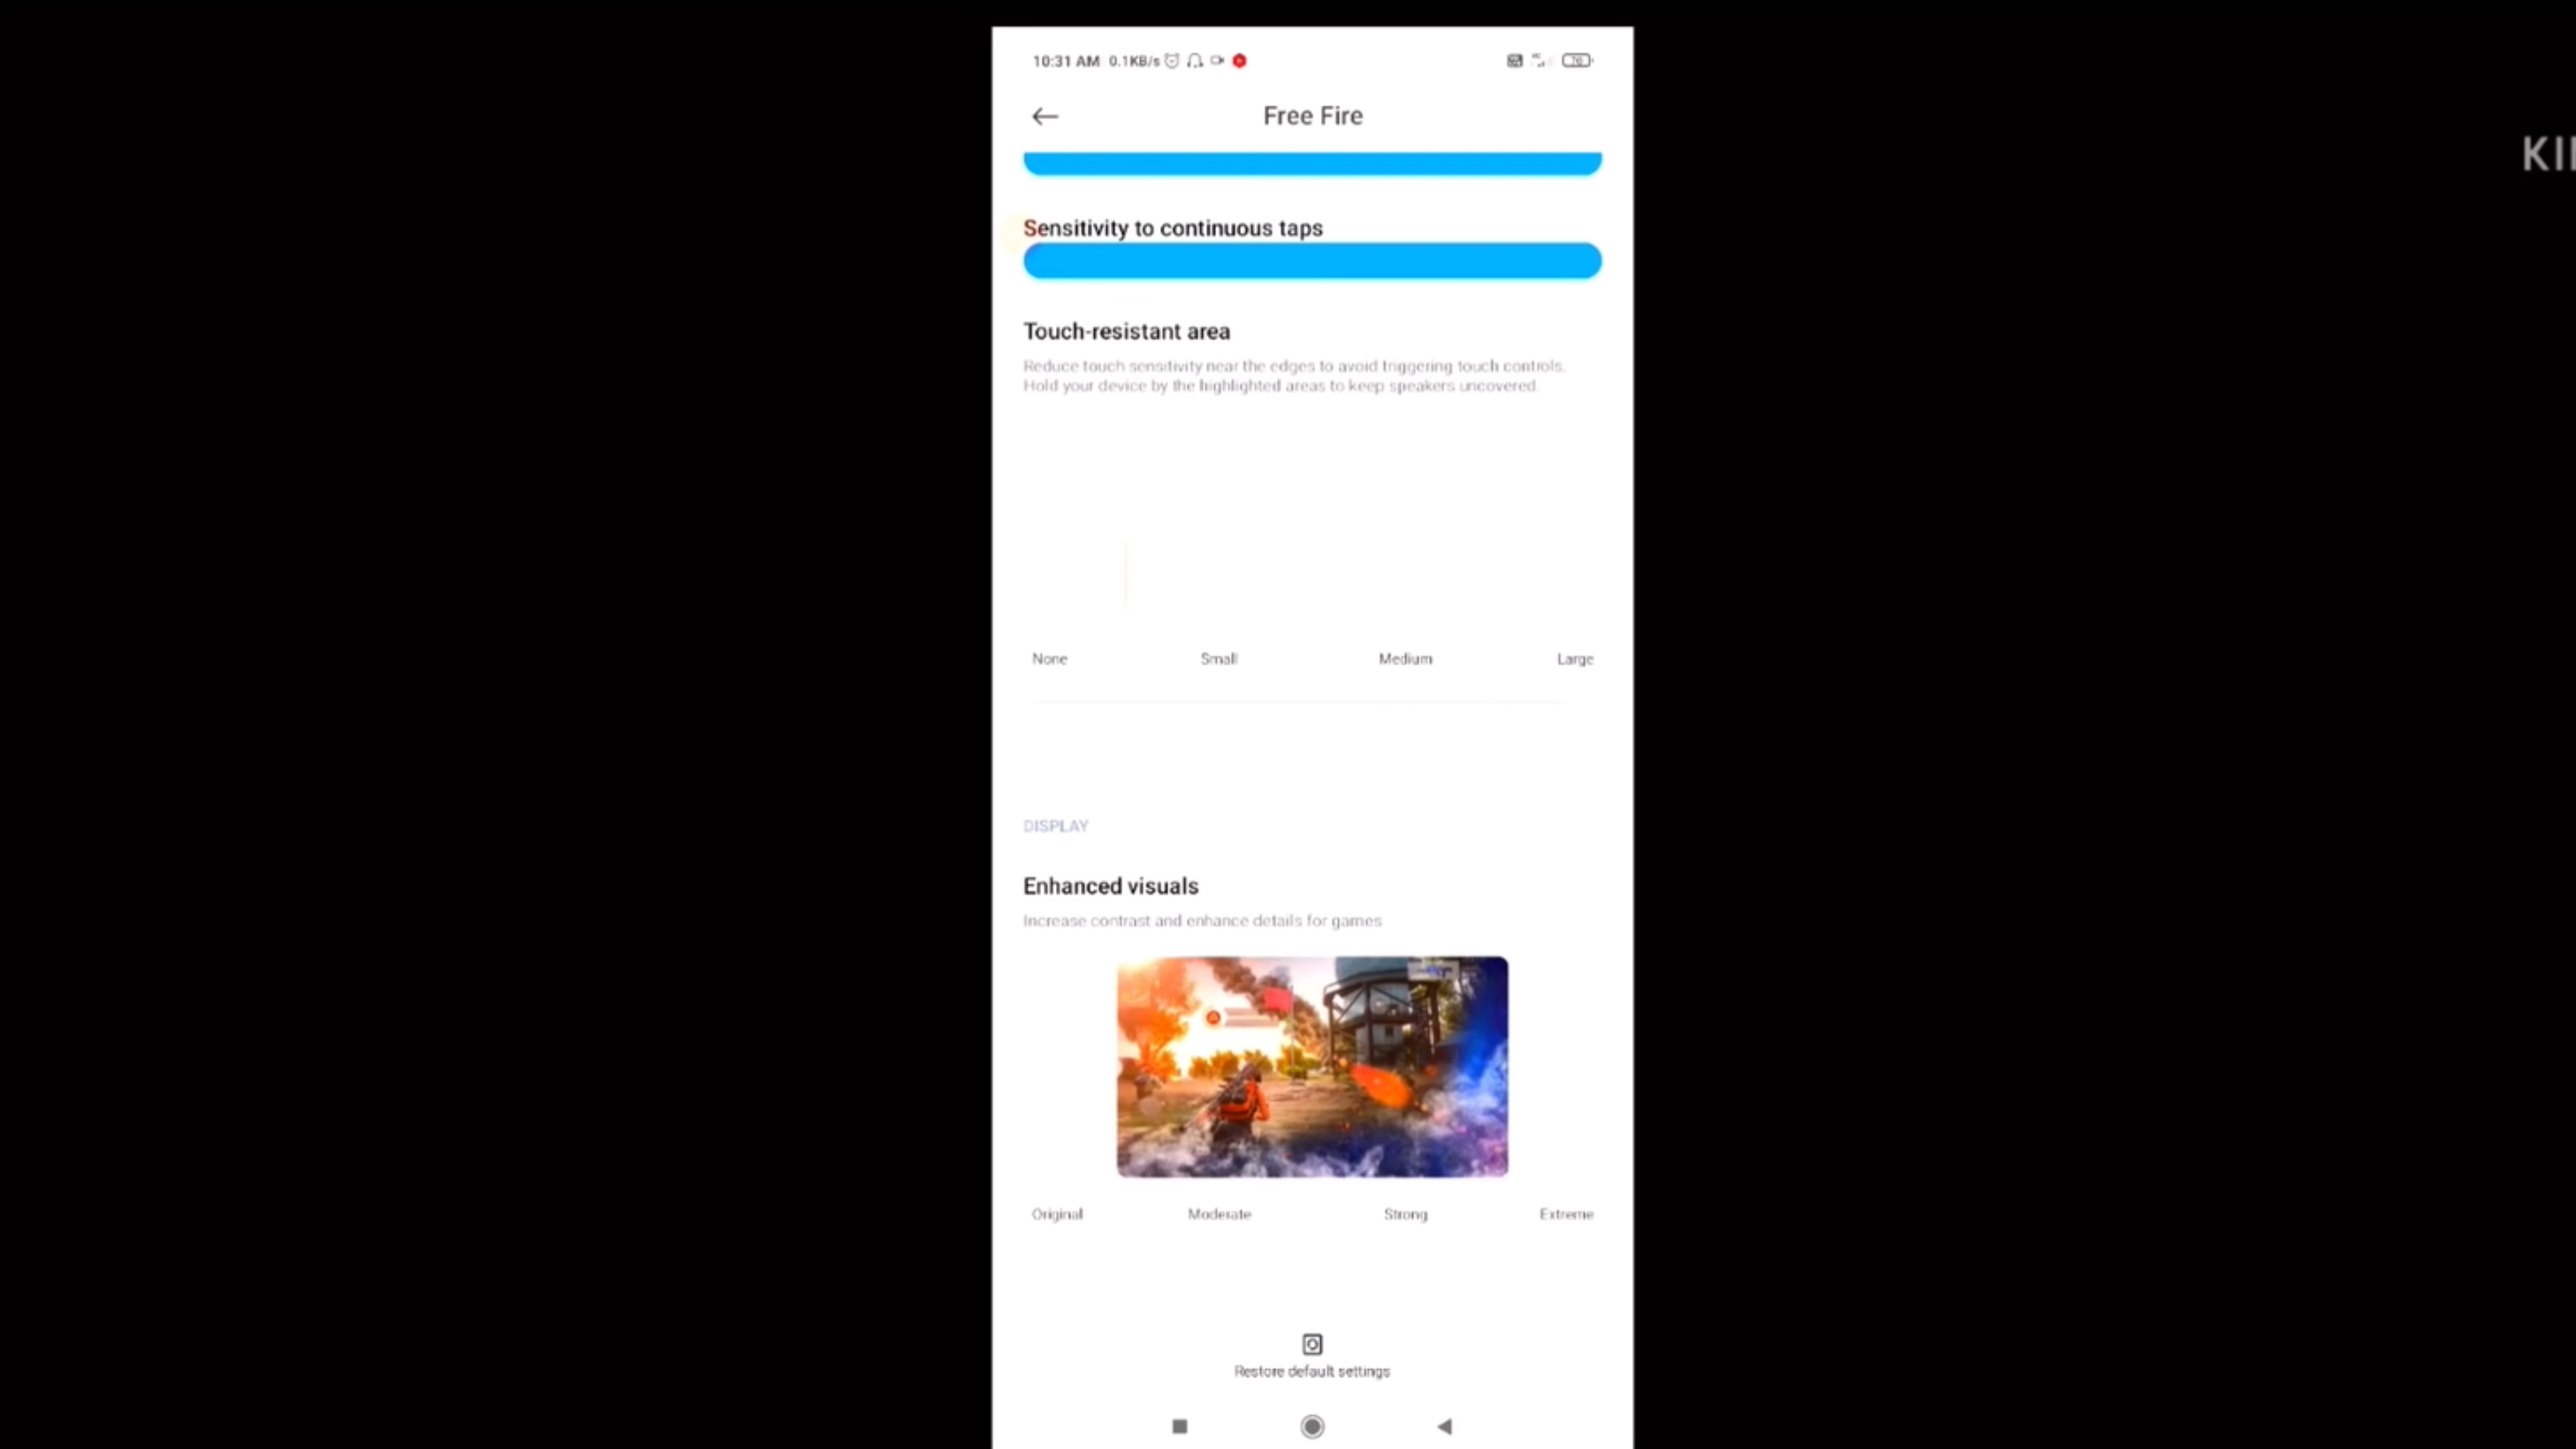 10:31 AM 0.1KB/s
70
Free Fire
KI
Sensitivity to continuous taps
Touch-resistant area
Reduce touch sensitivity near the edges to avoid triggering touch controls.
Hold your device by the highlighted areas to keep speakers uncovered.
None Small Medium Large
DISPLAY
Enhanced visuals
Increase contrast and enhance details for games
Original Moderate Strong Extreme
Restore default settings